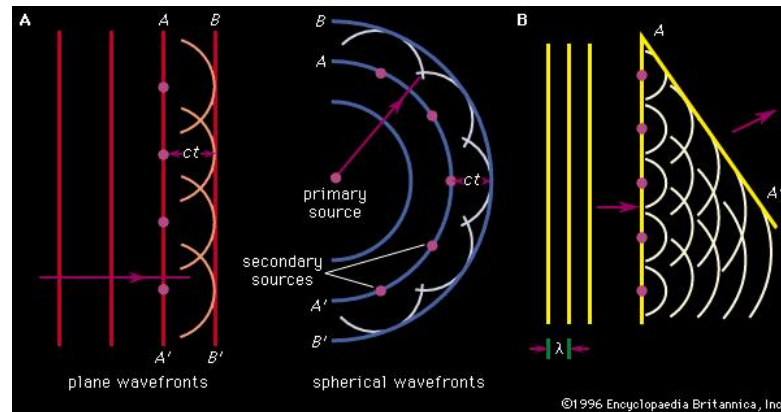 A
A
B
ct
A'
B'
plane wavefronts
B
A
primary
source
ct
secondary
sources
A'
B'
spherical wavefronts
B
A
A'
λ
©1996 Encyclopaedia Britannica, Inc